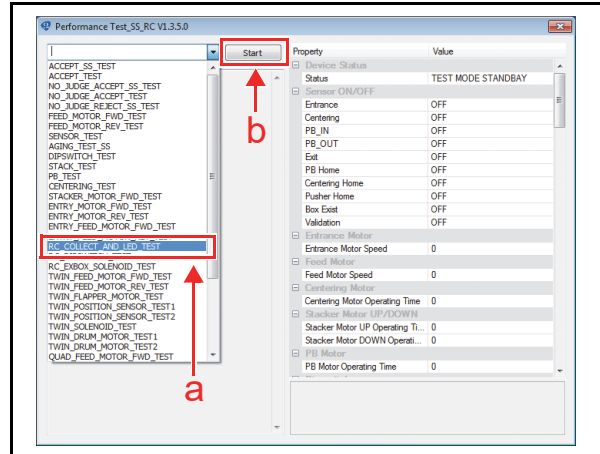 Performance Test_SS_RC V1.3.5.0
Start
ACCEPT_SS_TEST
ACCEPT_TEST
NO_JUDGE_ACCEPT_SS_TEST
NO_JUDGE_ACCEPT_TEST
NO_JUDGE_REJECT_SS_TEST
FEED_MOTOR_FWD_TEST
FEED_MOTOR_REV_TEST
SENSOR_TEST
AGING_TEST_SS
DIPSWITCH_TEST
STACK_TEST
PB_TEST
CENTERING_TEST
STACKER_MOTOR_FWD_TEST
ENTRY_MOTOR_FWD_TEST
ENTRY_MOTOR_REV_TEST
ENTRY_FEED_MOTOR_FWD_TEST
RC_COLLECT_AND_LED_TEST
RC_EXBOX_SOLENOID_TEST
TWIN_FEED_MOTOR_FWD_TEST
TWIN_FEED_MOTOR_REV_TEST
TWIN_FLAPPER_MOTOR_TEST
TWIN_POSITION_SENSOR_TEST1
TWIN_POSITION_SENSOR_TEST2
TWIN_SOLENOID_TEST
TWIN_DRUM_MOTOR_TEST1
TWIN_DRUM_MOTOR_TEST2
QUAD_FEED_MOTOR_FWD_TEST
a
b
Property Value
Device Status
Status TEST MODE STANDBAY
Sensor ON/OFF
Entrance OFF
Centering OFF
PB_IN OFF
PB_OUT OFF
Exit OFF
PB Home OFF
Centering Home OFF
Pusher Home OFF
Box Exist OFF
Validation OFF
Entrance Motor
Entrance Motor Speed 0
Feed Motor
Feed Motor Speed 0
Centering Motor
Centering Motor Operating Time 0
Stacker Motor UP/DOWN
Stacker Motor UP Operating Ti... 0
Stacker Motor DOWN Operati... 0
PB Motor
PB Motor Operating Time 0